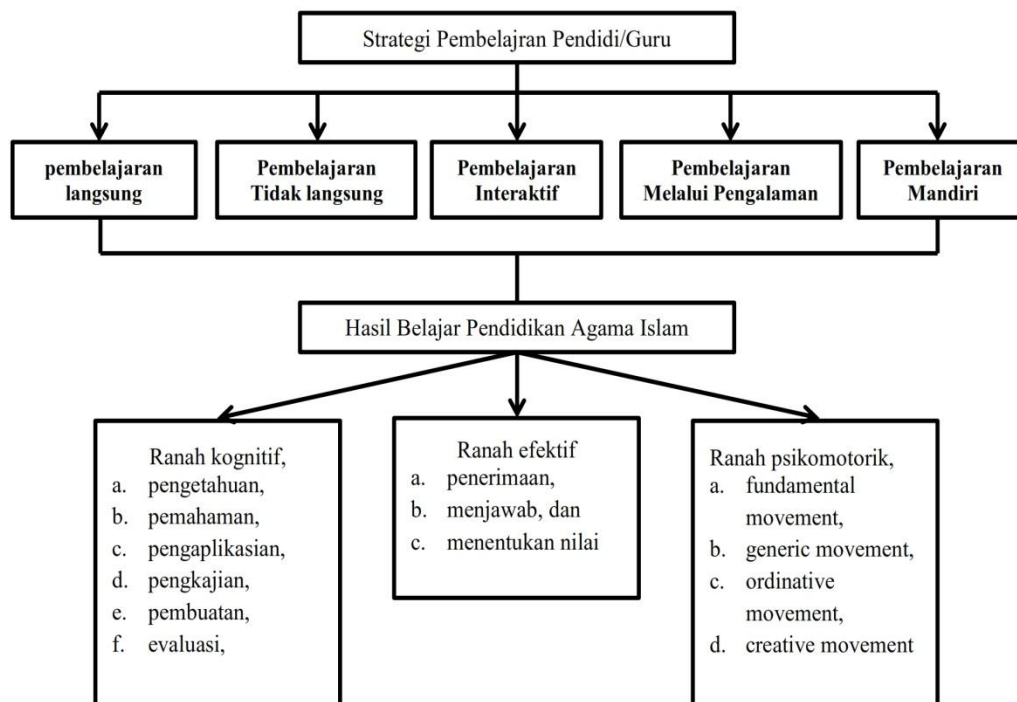 Strategi Pembelajran Pendidi/Guru
pembelajaran
langsung
Pembelajaran
Tidak langsung
Pembelajaran
Interaktif
Pembelajaran
Melalui Pengalaman
Pembelajaran
Mandiri
Hasil Belajar Pendidikan Agama Islam
Ranah kognitif,
a. pengetahuan,
b. pemahaman,
c. pengaplikasian,
d. pengkajian,
e. pembuatan,
f. evaluasi,
Ranah efektif
a. penerimaan,
b. menjawab, dan
c. menentukan nilai
Ranah psikomotorik,
a. fundamental
movement,
b. generic movement,
c. ordinative
movement,
d. creative movement